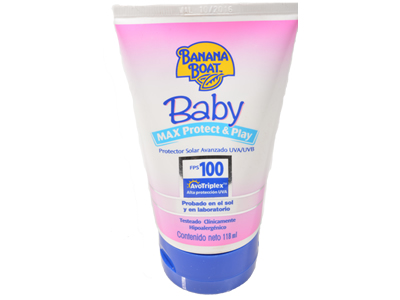 BANANA
BOAT
Baby
MAX Protect & Play
Protector Solar Avanzado UVA/UVB
FPS 100
AvoTriplex
Alta protección UVA
Probado en el sol
y en laboratorio
Testeado Clínicamente
Hipoalergénico
Contenido neto 118 ml